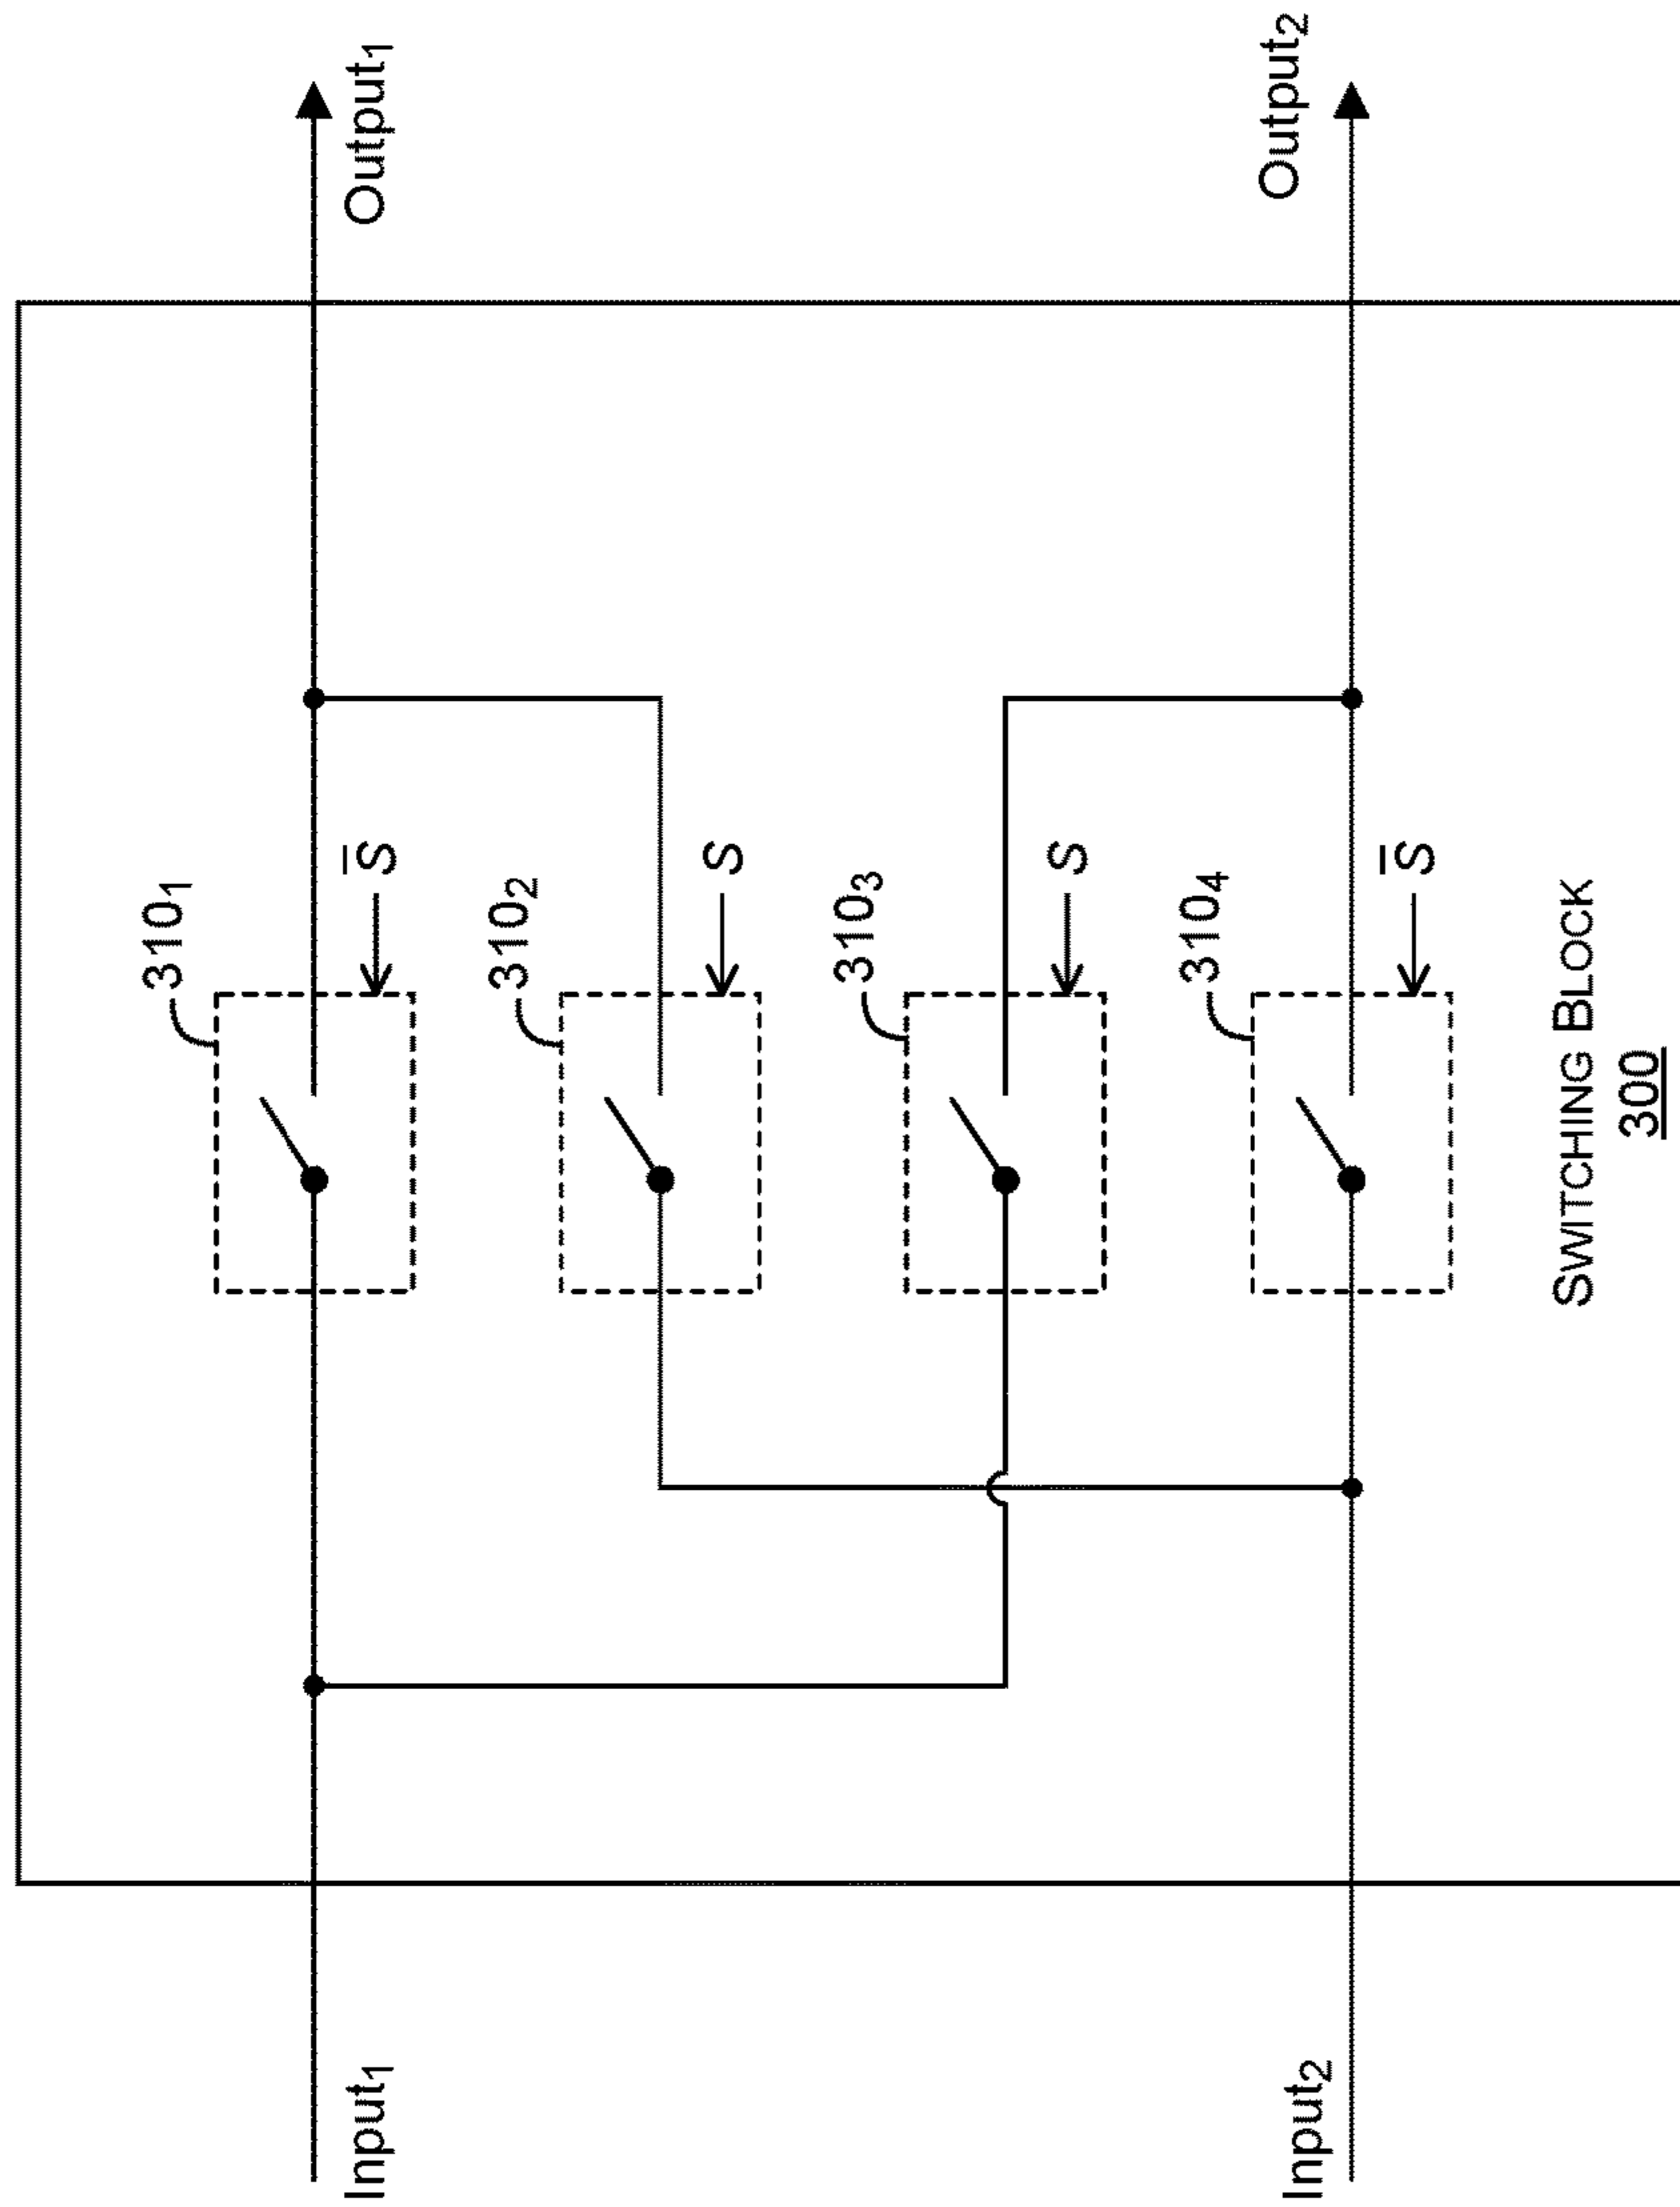 Input₁
Output₁
310₁
S̅
310₂
S
310₃
S
310₄
S̅
Input₂
Output₂
SWITCHING BLOCK
300